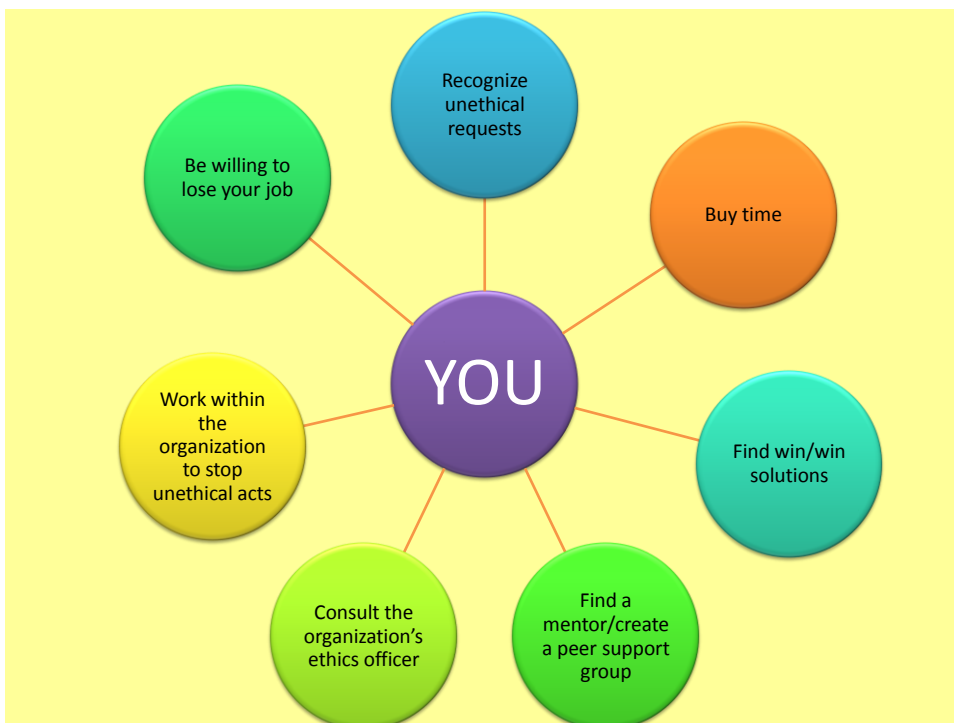 Recognize
unethical
requests
Buy time
Find win/win
solutions
Find a
mentor/create
a peer support
group
Consult the
organization’s
ethics officer
Work within
the
organization
to stop
unethical acts
Be willing to
lose your job
YOU